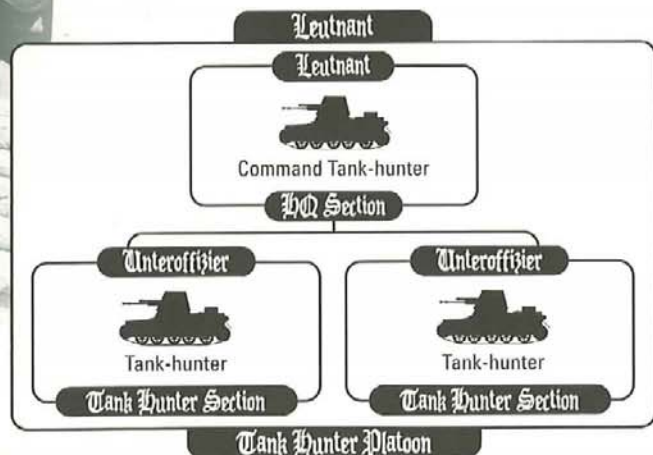 Leutnant
Leutnant
Command Tank-hunter
HQ Section
Unteroffizier Unteroffizier
Tank-hunter Tank-hunter
Tank Hunter Section Tank Hunter Section
Tank Hunter Platoon